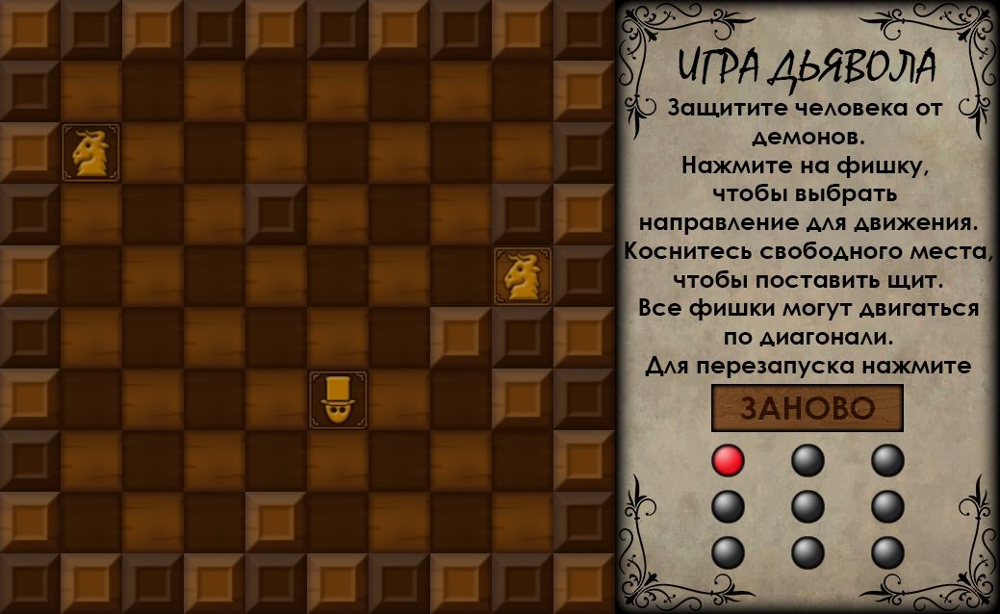 ИГРА ДЬЯВОЛА
Защитите человека от
демонов.
Нажмите на фишку,
чтобы выбрать
направление для движения.
Коснитесь свободного места,
чтобы поставить щит.
Все фишки могут двигаться
по диагонали.
Для перезапуска нажмите
ЗАНОВО